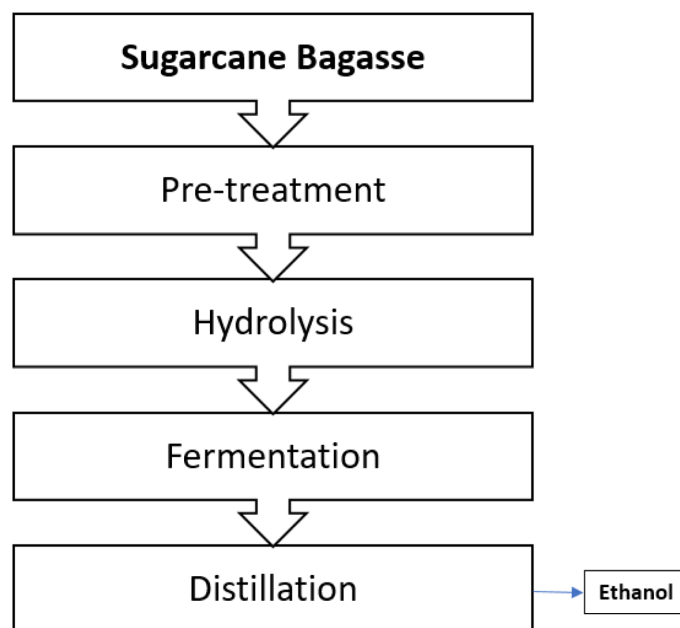 Sugarcane Bagasse
Pre-treatment
Hydrolysis
Fermentation
Distillation
Ethanol